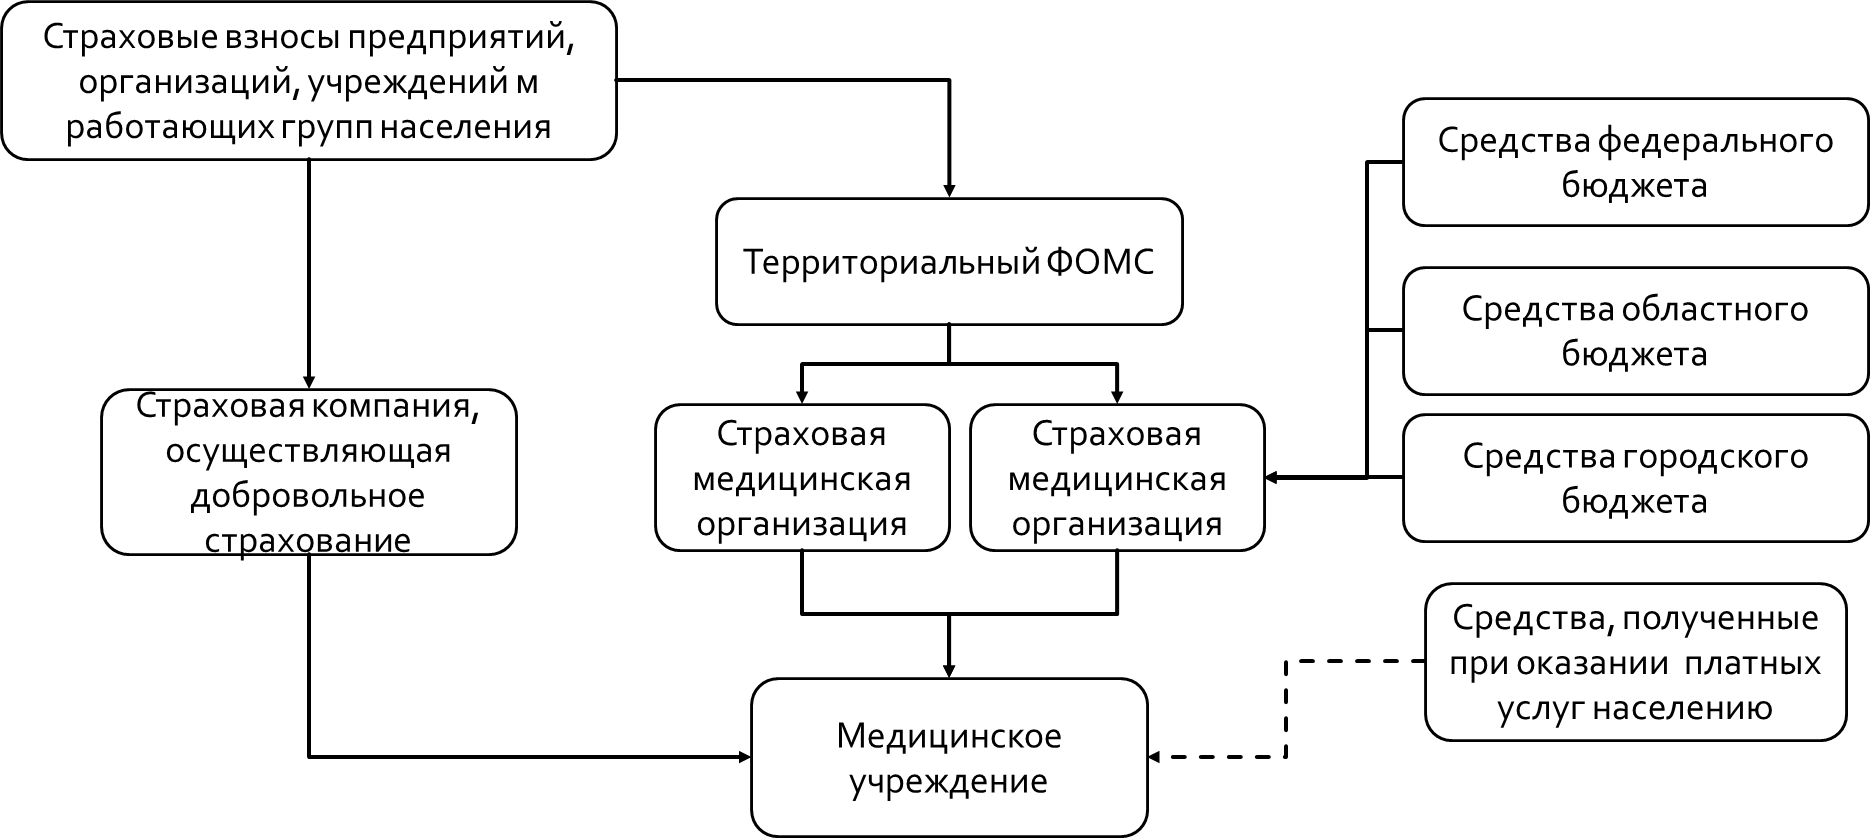 Страховые взносы предприятий,
организаций, учреждений м
работающих групп населения
Средства федерального
бюджета
Территориальный ФОМС
Средства областного
бюджета
Страховая компания,
осуществляющая
добровольное
страхование
Страховая
медицинская
организация
Страховая
медицинская
организация
Средства городского
бюджета
Средства, полученные
при оказании платных
услуг населению
Медицинское
учреждение